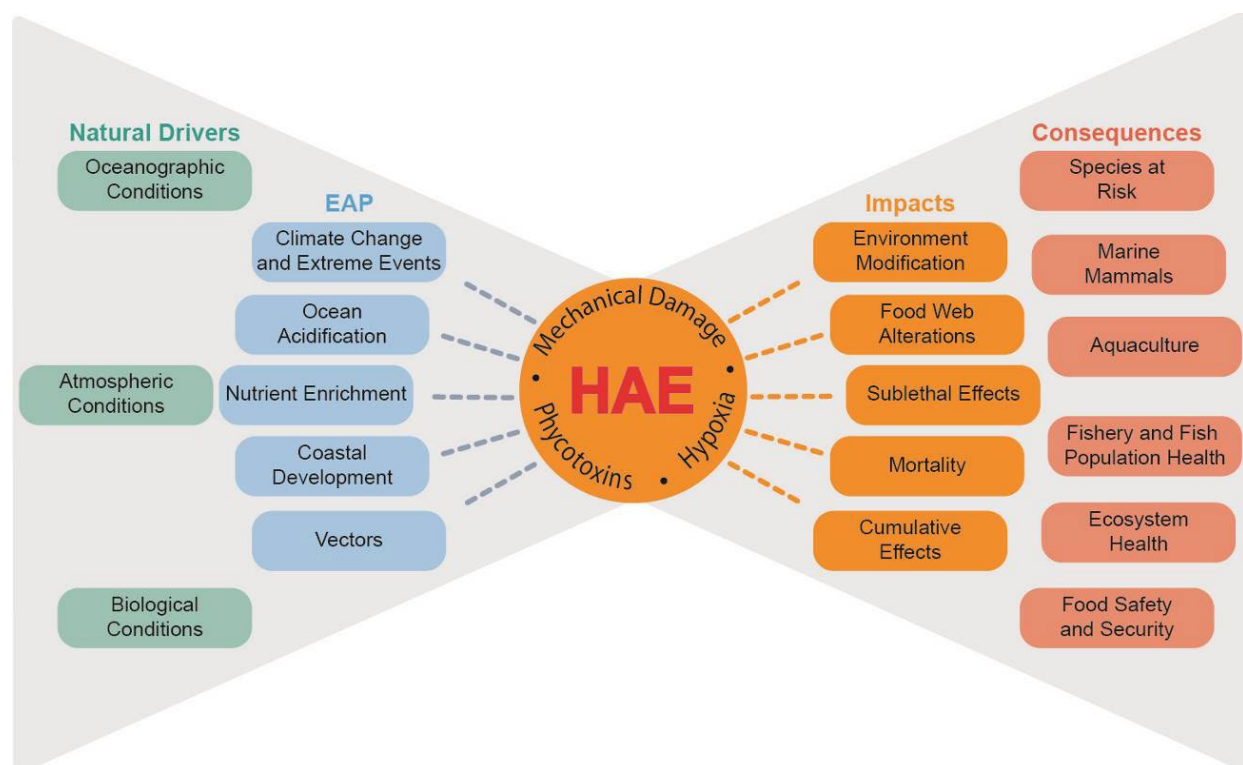 Natural Drivers
Oceanographic
Conditions
Atmospheric
Conditions
Biological
Conditions
EAP
Climate Change
and Extreme Events
Ocean
Acidification
Nutrient Enrichment
Coastal
Development
Vectors
Mechanical Damage
HAE
Phycotoxins
Hypoxia
Impacts
Environment
Modification
Food Web
Alterations
Sublethal Effects
Mortality
Cumulative
Effects
Consequences
Species at
Risk
Marine
Mammals
Aquaculture
Fishery and Fish
Population Health
Ecosystem
Health
Food Safety
and Security